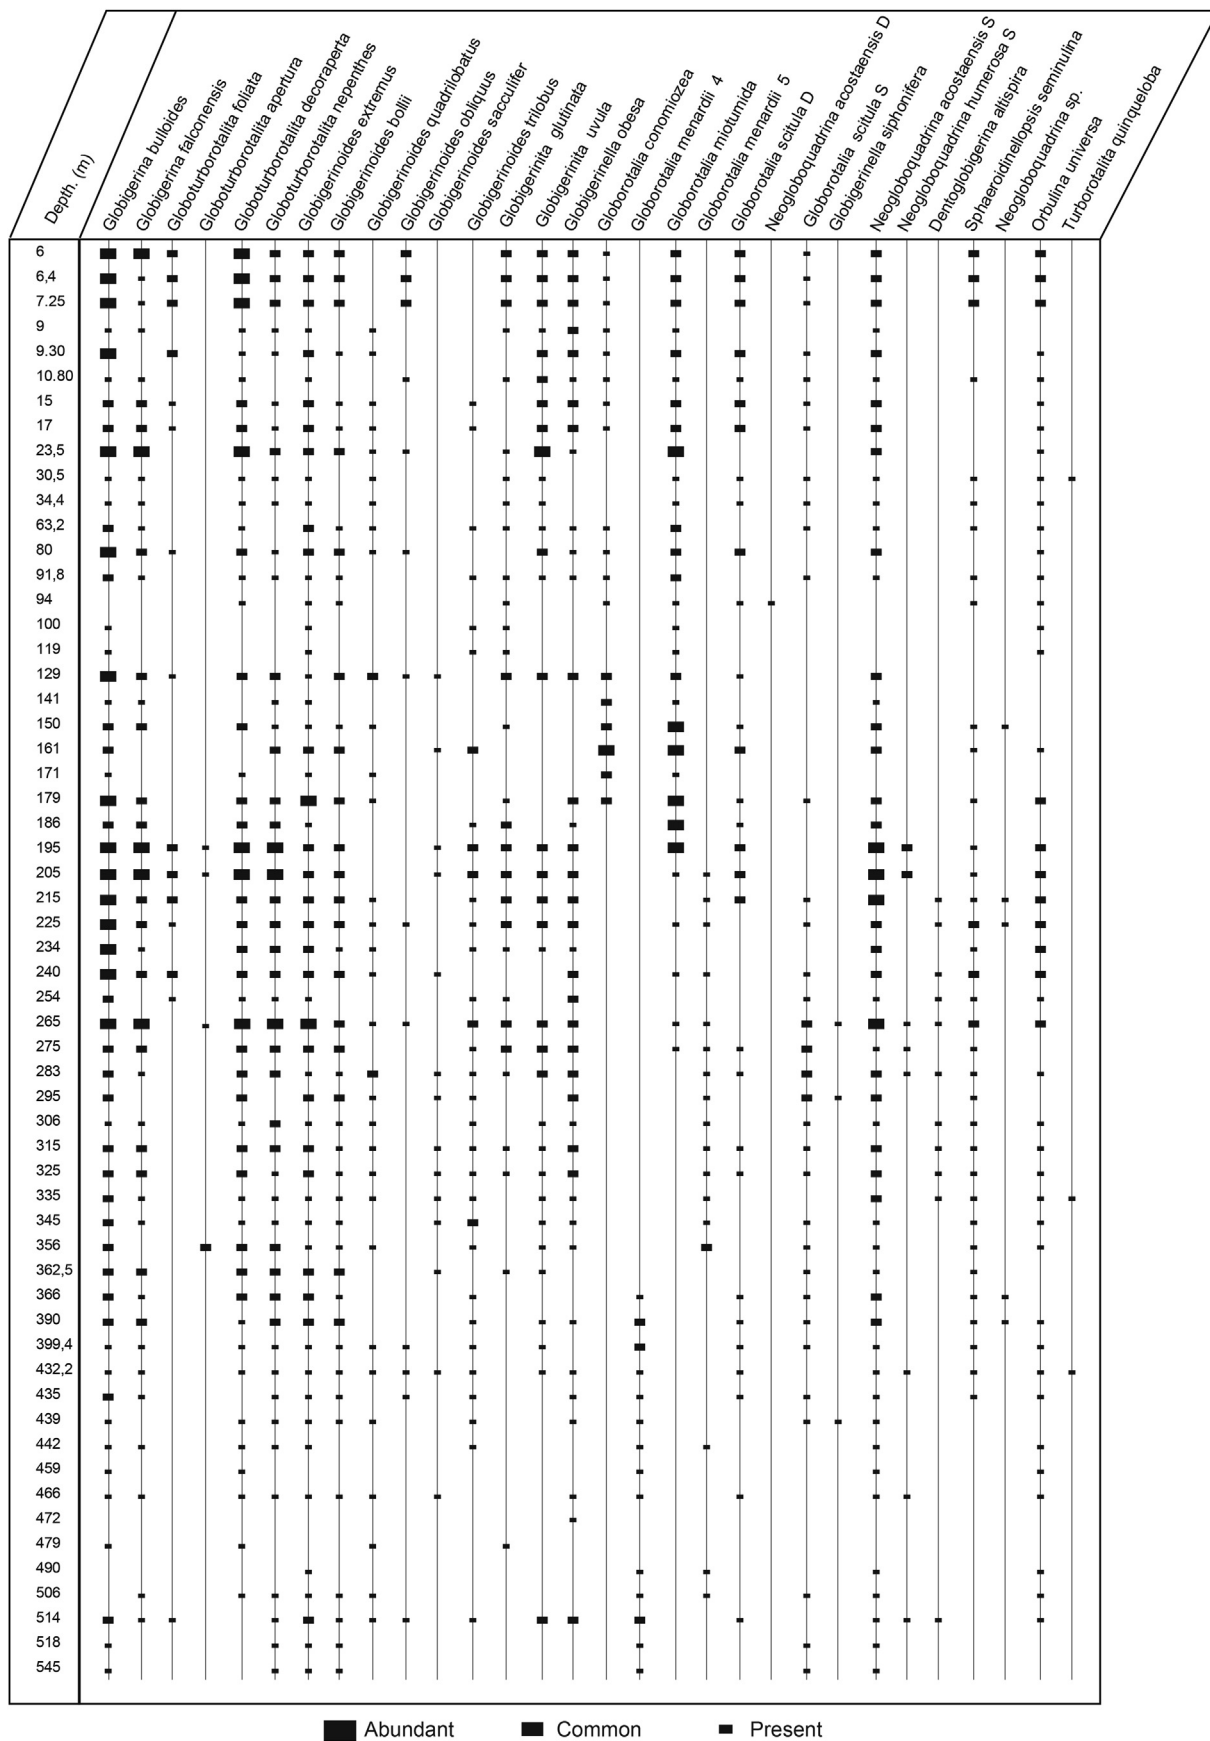 Depth. (m)
Globigerina bulloides
Globigerina falconensis
Globoturborotalita foliata
Globoturborotalita apertura
Globoturborotalita decoraperta
Globoturborotalita nepenthes
Globigerinoides extremus
Globigerinoides bollii
Globigerinoides quadrilobatus
Globigerinoides obliquus
Globigerinoides sacculifer
Globigerinoides trilobus
Globigerinita glutinata
Globigerinita uvula
Globigerinella obesa
Globorotalia conomiozea
Globorotalia menardii 4
Globorotalia miotumida
Globorotalia menardii 5
Globorotalia scitula D
Neogloboquadrina acostaensis D
Globorotalia scitula S
Globigerinella siphonifera
Neogloboquadrina acostaensis S
Neogloboquadrina humerosa S
Dentoglobigerina altispira
Sphaeroidinellopsis seminulina
Neogloboquadrina sp.
Orbulina universa
Turborotalita quinqueloba
6
6,4
7.25
9
9.30
10.80
15
17
23,5
30,5
34,4
63,2
80
91,8
94
100
119
129
141
150
161
171
179
186
195
205
215
225
234
240
254
265
275
283
295
306
315
325
335
345
356
362,5
366
390
399,4
432,2
435
439
442
459
466
472
479
490
506
514
518
545
Abundant Common Present